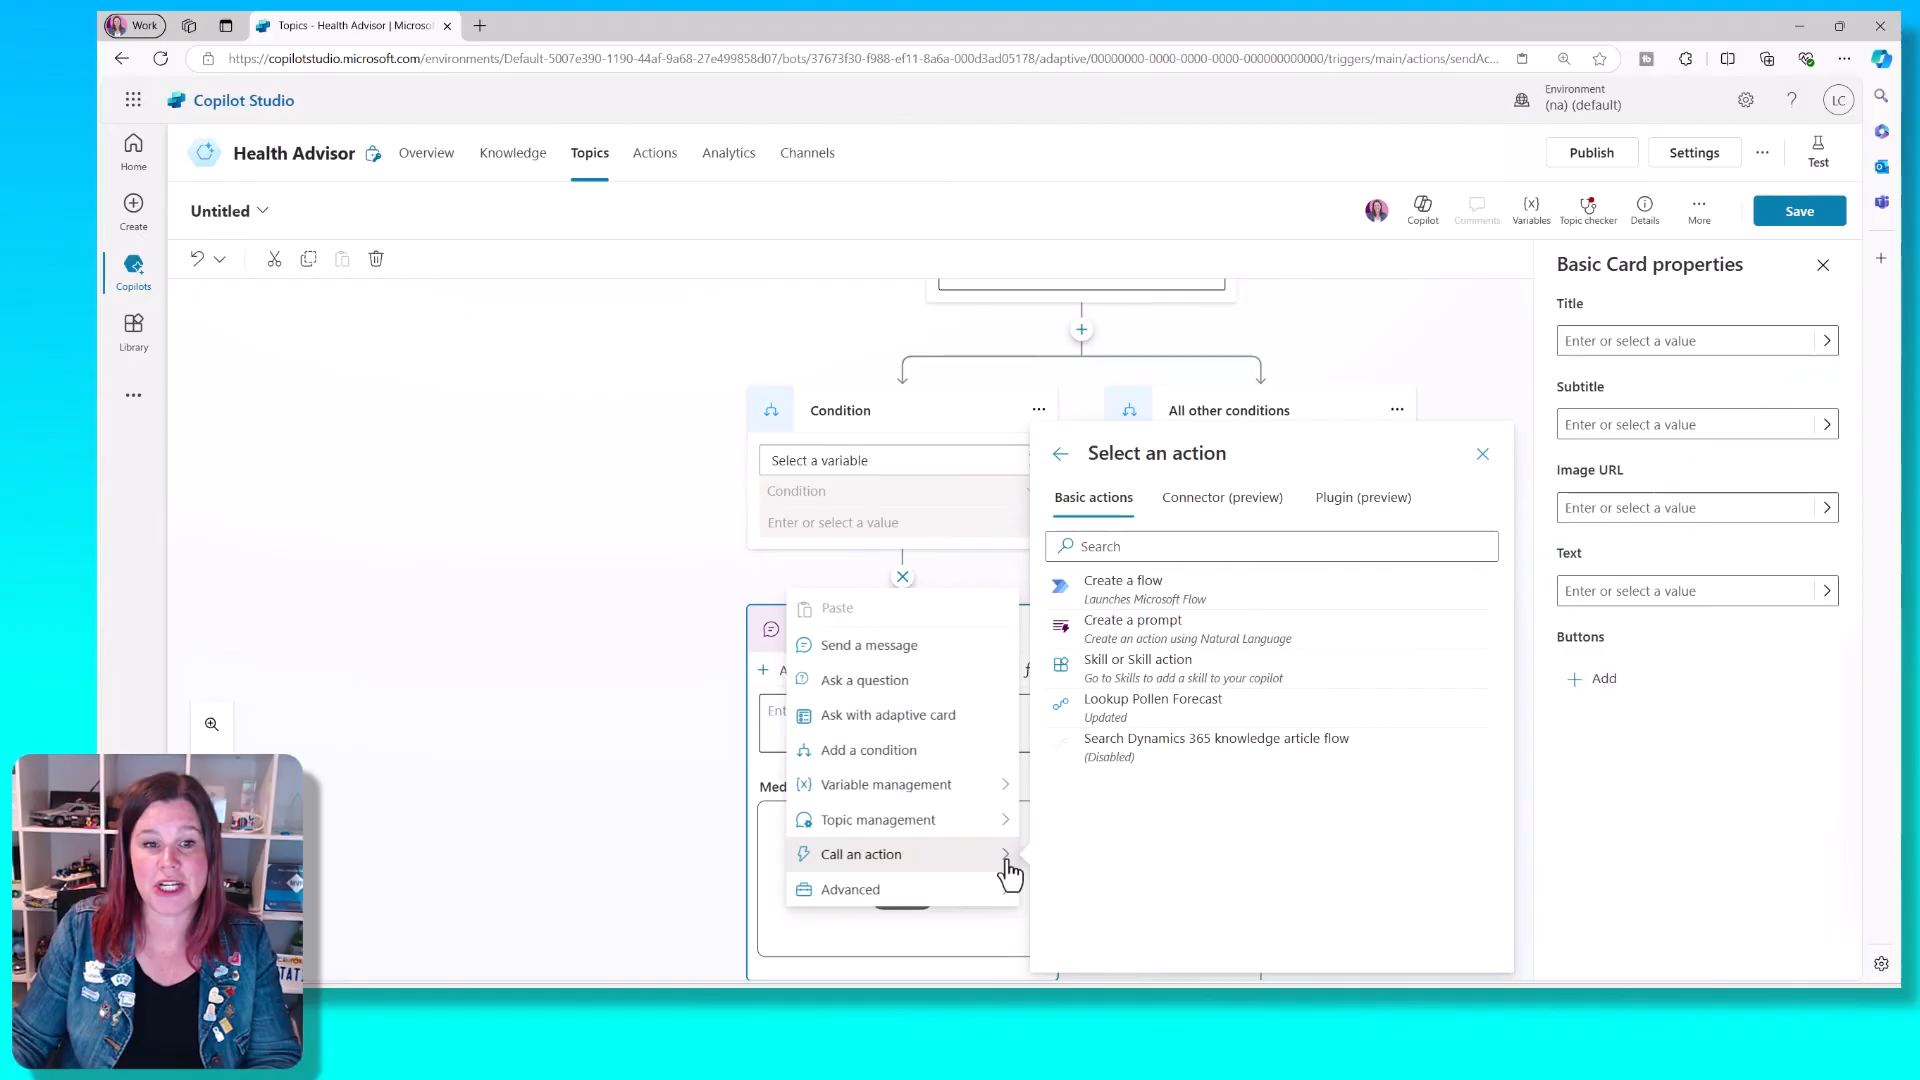 Work
Topics - Health Advisor | Microsof
https://copilotstudio.microsoft.com/environments/Default-5007e390-1190-44af-9a68-27e499858d07/bots/37673f30-f988-ef11-8a6a-000d3ad05178/adaptive/00000000-0000-0000-0000-000000000000/triggers/main/actions/sendAc...
Copilot Studio
Environment
(na) (default)
LC
Health Advisor
Overview
Knowledge
Topics
Actions
Analytics
Channels
Publish
Settings
Test
Home
Create
Copilots
Library
Untitled
Copilot
Comments
Variables
Topic checker
Details
More
Save
Condition
All other conditions
Select a variable
Condition
Enter or select a value
Paste
Send a message
Ask a question
Ask with adaptive card
Add a condition
Variable management
Topic management
Call an action
Advanced
A
Ent
Med
Select an action
Basic actions
Connector (preview)
Plugin (preview)
Search
Create a flow
Launches Microsoft Flow
Create a prompt
Create an action using Natural Language
Skill or Skill action
Go to Skills to add a skill to your copilot
Lookup Pollen Forecast
Updated
Search Dynamics 365 knowledge article flow
(Disabled)
Basic Card properties
Title
Enter or select a value
Subtitle
Enter or select a value
Image URL
Enter or select a value
Text
Enter or select a value
Buttons
Add